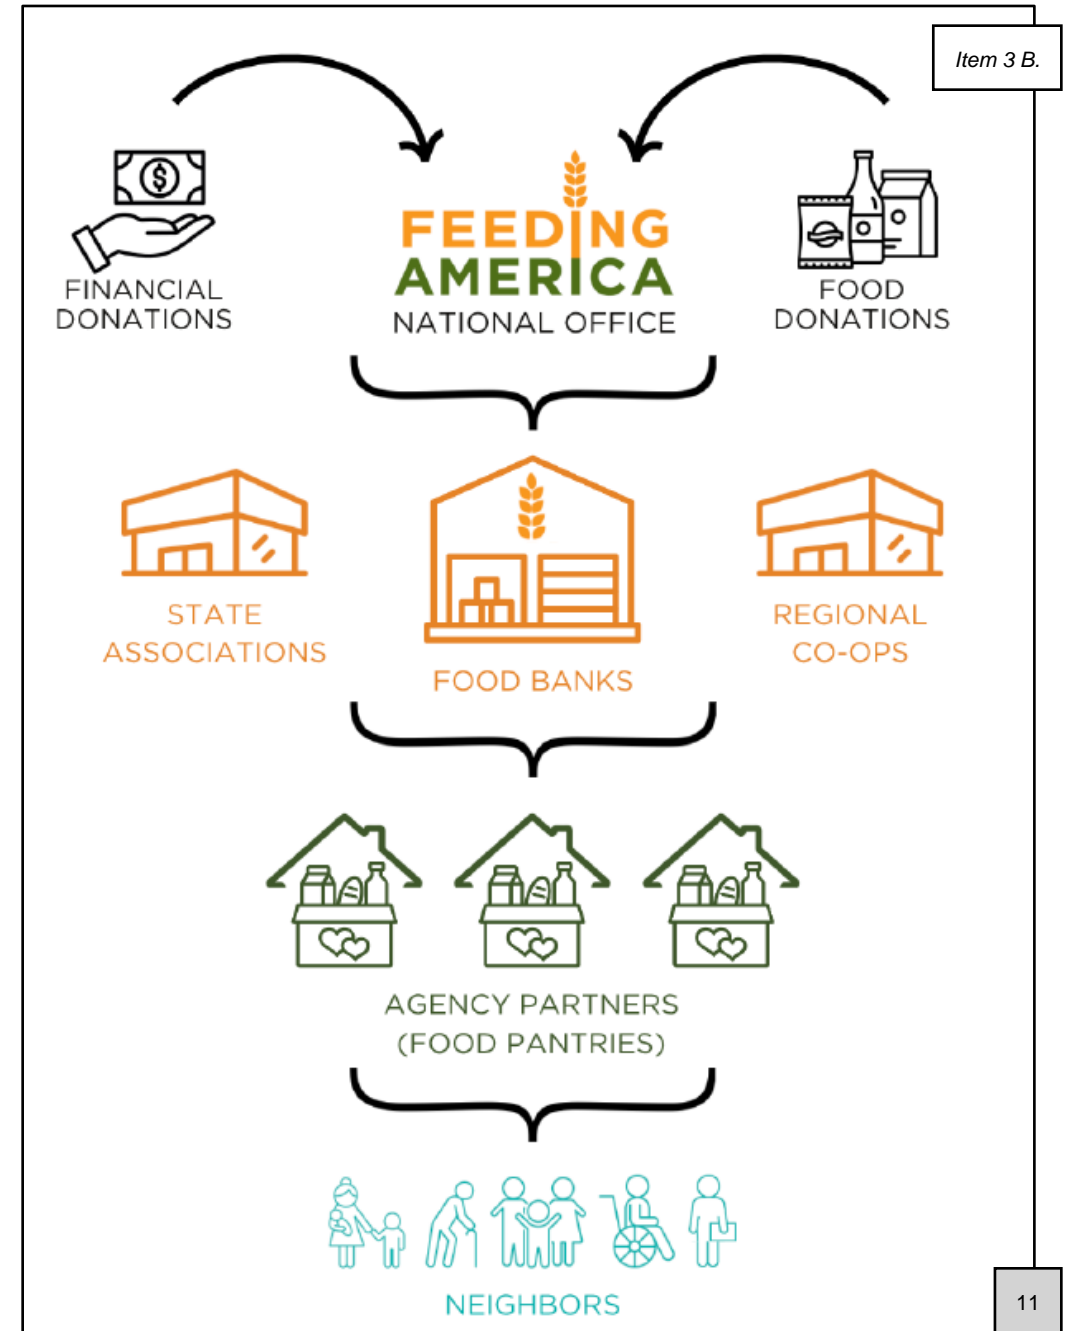 Item 3 B.
$
FEEDING
AMERICA
NATIONAL OFFICE
FINANCIAL
DONATIONS
FOOD
DONATIONS
STATE
ASSOCIATIONS
FOOD BANKS
REGIONAL
CO-OPS
AGENCY PARTNERS
(FOOD PANTRIES)
NEIGHBORS
11